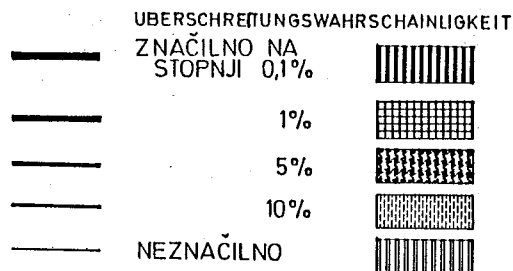 UBERSCHREITUNGSWAHRSCHAINLIGKEIT
ZNAČILNO NA
STOPNJI 0,1%
1%
5%
10%
NEZNAČILNO